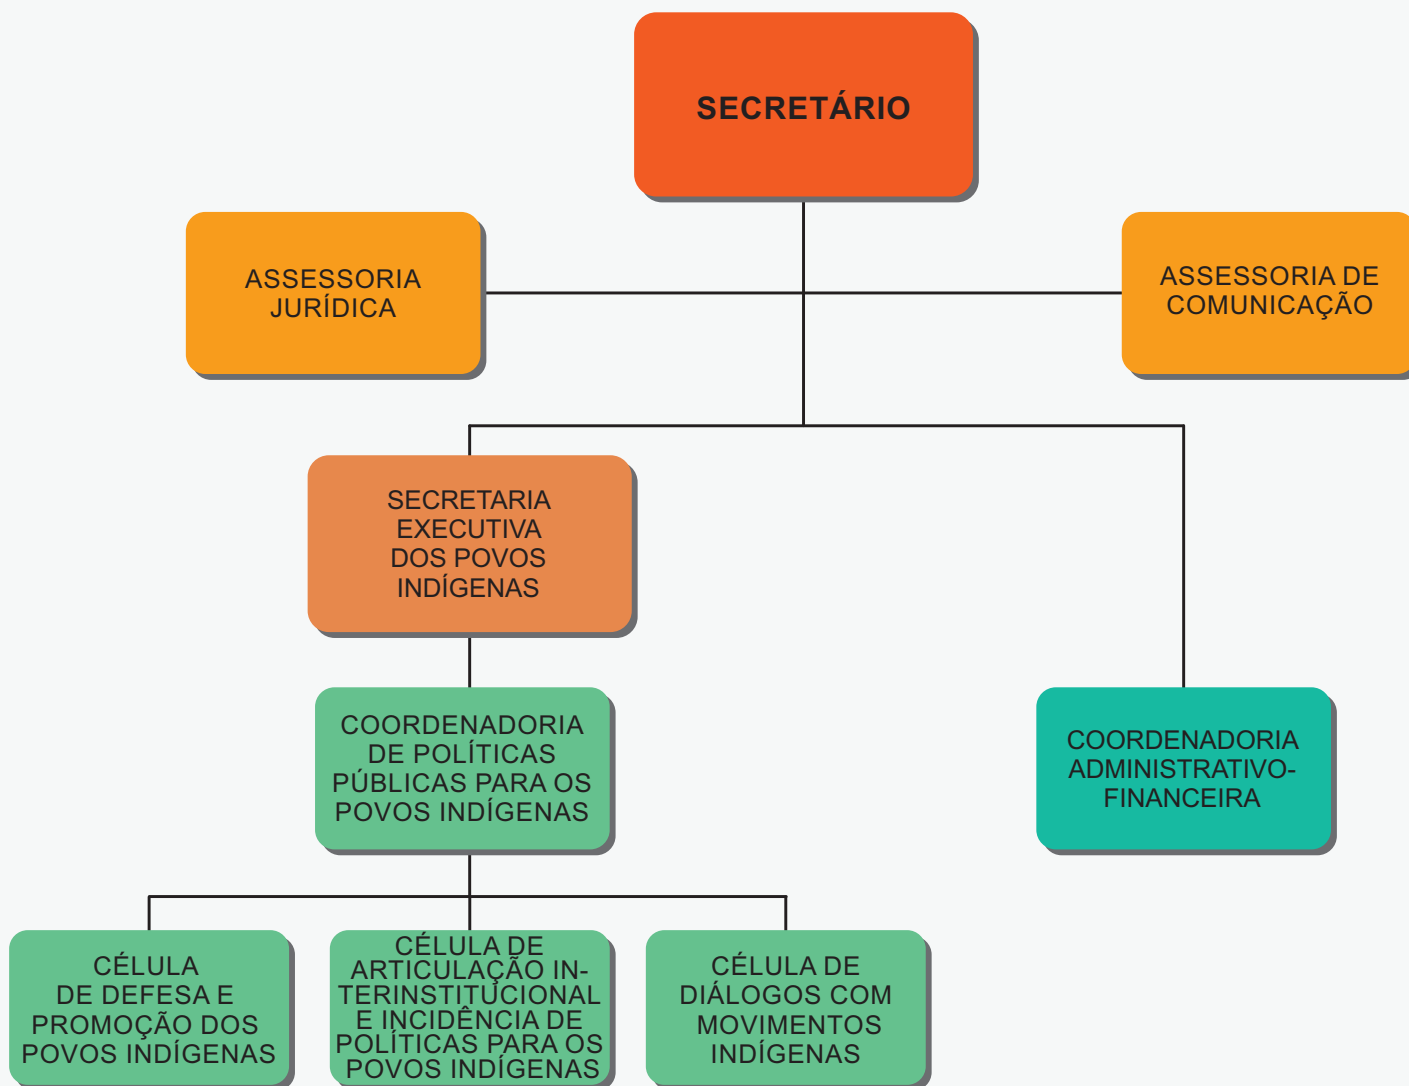 SECRETÁRIO
ASSESSORIA
JURÍDICA
ASSESSORIA DE
COMUNICAÇÃO
SECRETARIA
EXECUTIVA
DOS POVOS
INDÍGENAS
COORDENADORIA
DE POLÍTICAS
PÚBLICAS PARA OS
POVOS INDÍGENAS
COORDENADORIA
ADMINISTRATIVO-
FINANCEIRA
CÉLULA
DE DEFESA E
PROMOÇÃO DOS
POVOS INDÍGENAS
CÉLULA DE
ARTICULAÇÃO IN-
TERINSTITUCIONAL
E INCIDÊNCIA DE
POLÍTICAS PARA OS
POVOS INDÍGENAS
CÉLULA DE
DIÁLOGOS COM
MOVIMENTOS
INDÍGENAS